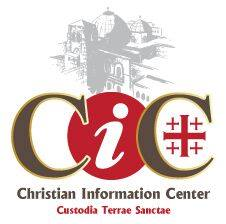 CiC
Christian Information Center
Custodia Terrae Sanctae